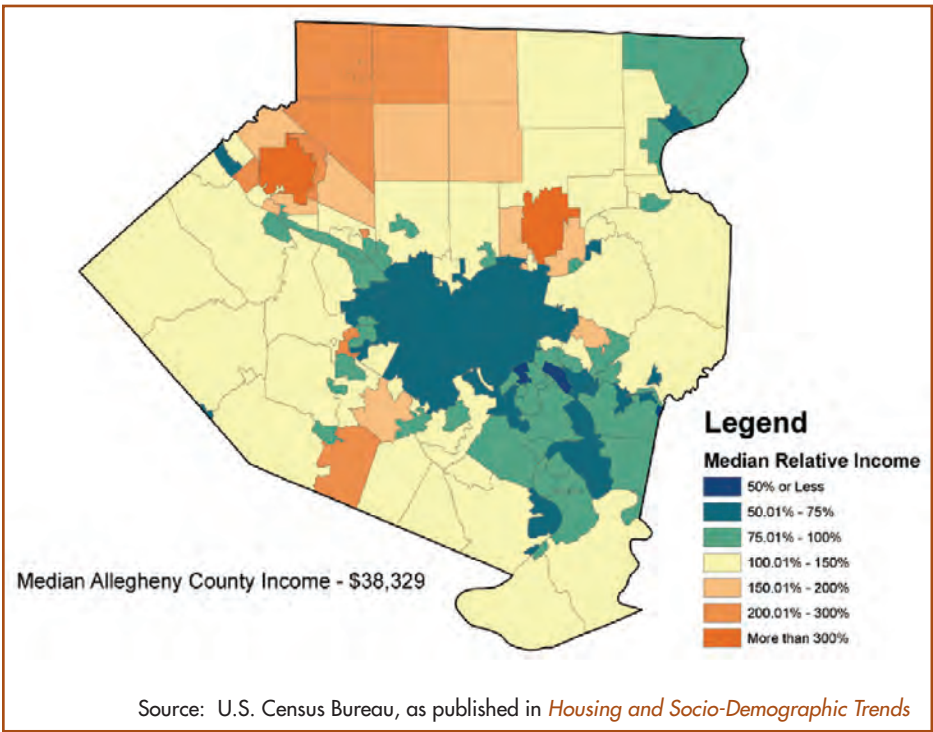 Legend
Median Relative Income
50% or Less
50.01% - 75%
75.01% - 100%
100.01% - 150%
150.01% - 200%
200.01% - 300%
More than 300%
Median Allegheny County Income - $38,329
Source: U.S. Census Bureau, as published in Housing and Socio-Demographic Trends